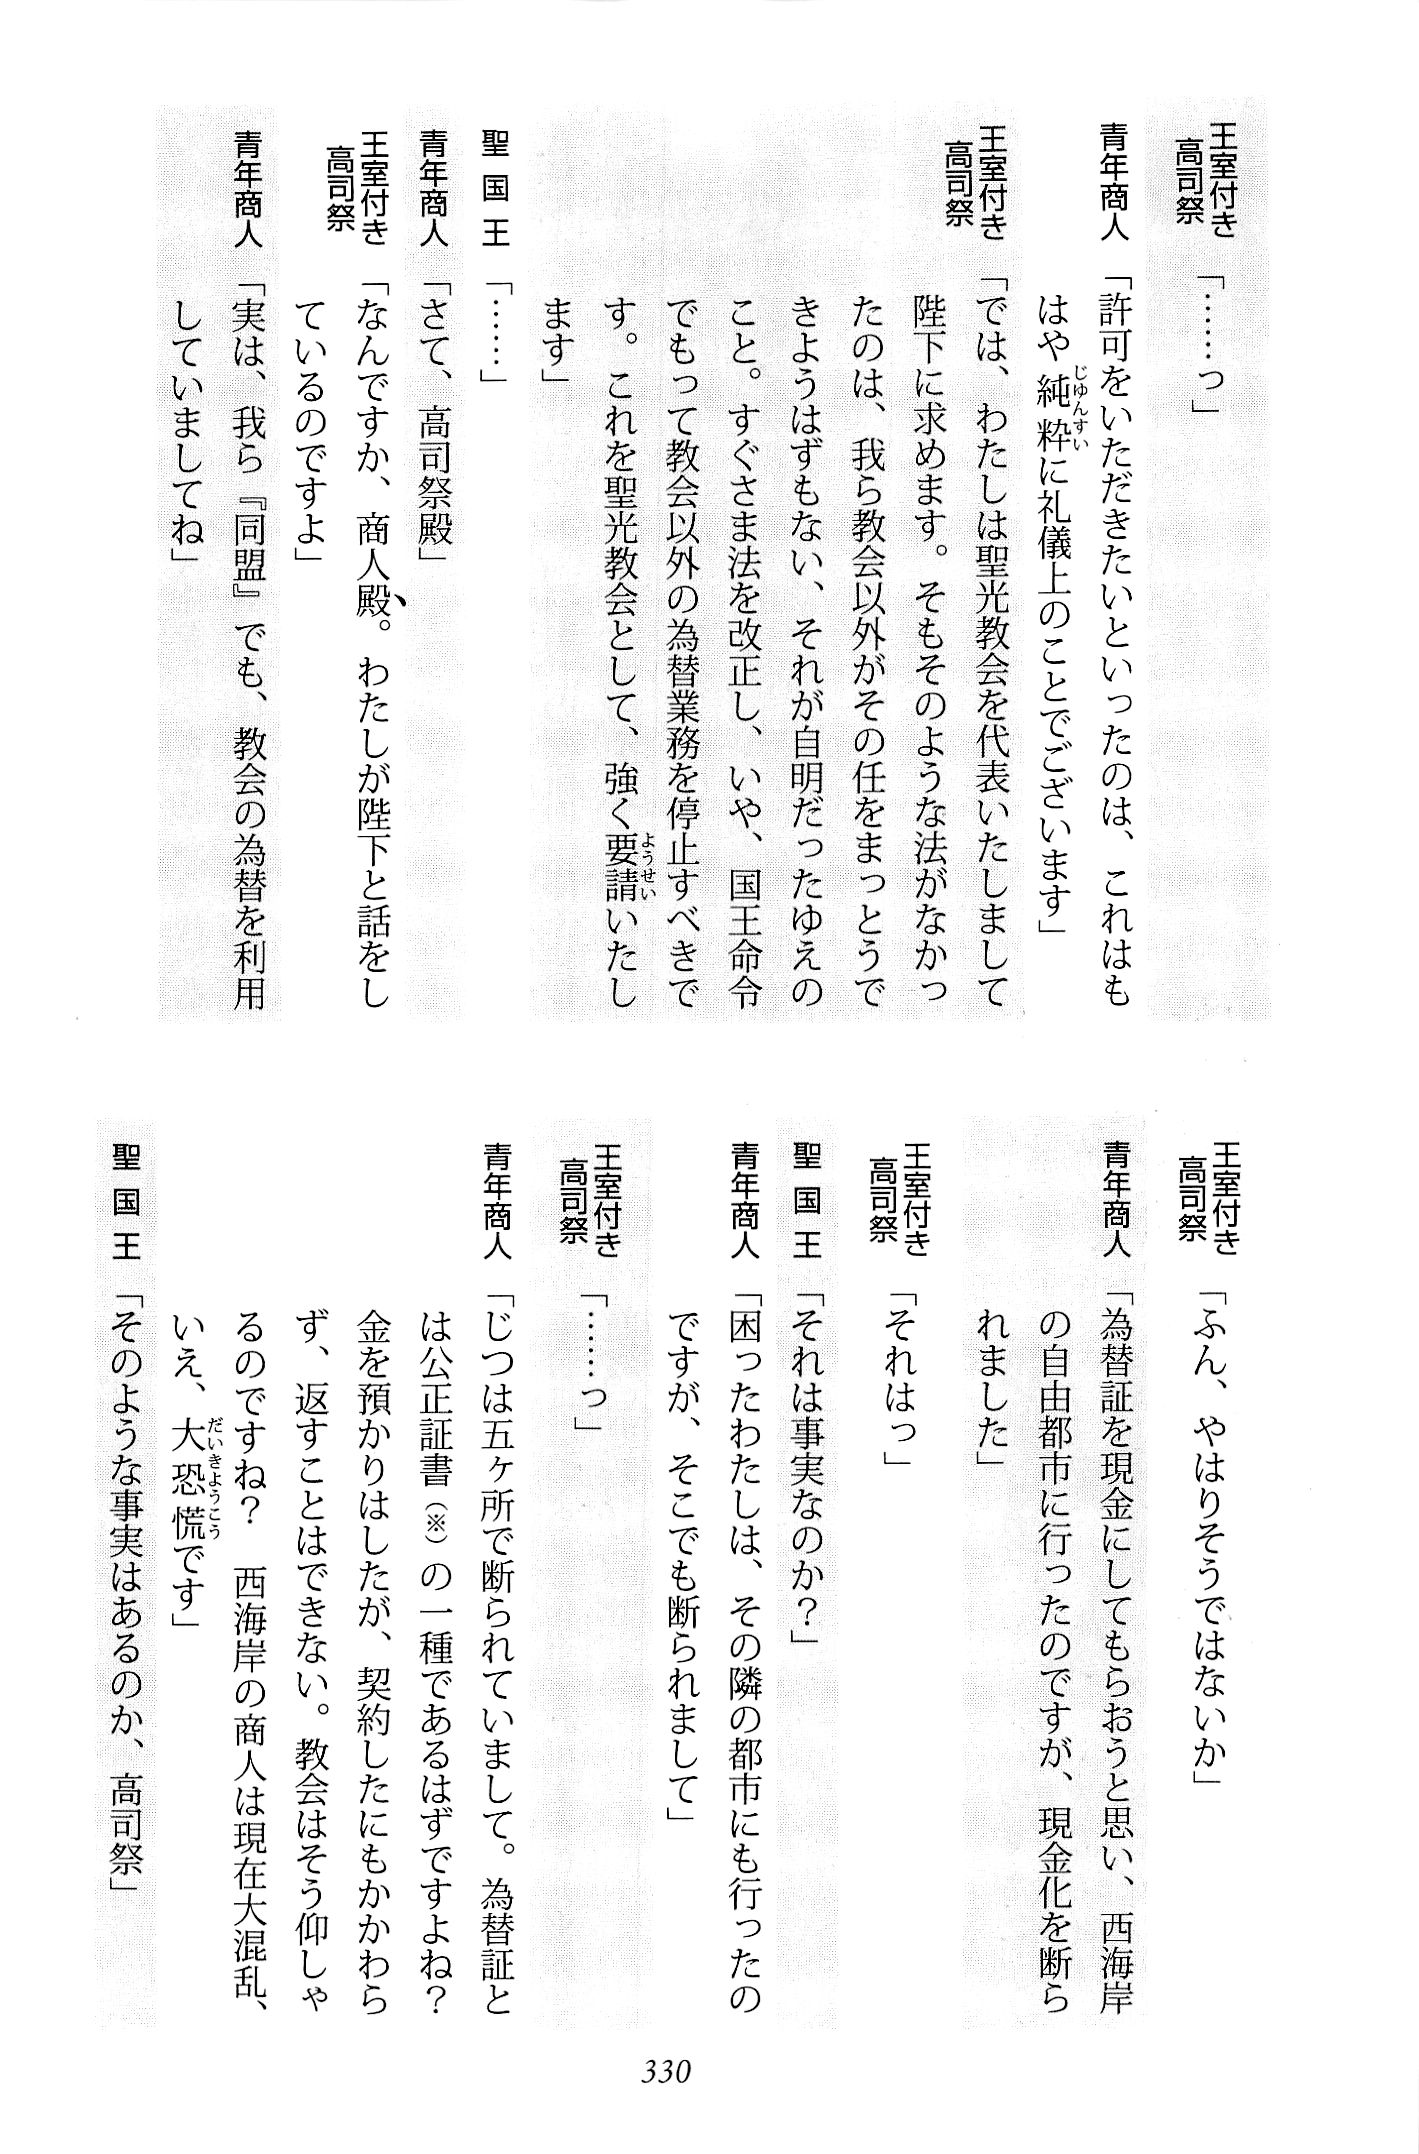 王室付き高司祭「……っ」
青年商人「許可をいただきたいといったのは、これはも
はや純粋に礼儀上のことでございます」
王室付き高司祭「では、わたしは聖光教会を代表いたしまして
陛下に求めます。そもそのような法がなかっ
たのは、我ら教会以外がその任をまっとうで
きようはずもない、それが自明だったゆえの
こと。すぐさま法を改正し、いや、国王命令
でもって教会以外の為替業務を停止すべきで
す。これを聖光教会として、強く要請いたし
ます」
聖国王「……」
青年商人「さて、高司祭殿」
王室付き高司祭「なんですか、商人殿。わたしが陛下と話をし
ているのですよ」
青年商人「実は、我ら『同盟』でも、教会の為替を利用
していましてね」
王室付き高司祭「ふん、やはりそうではないか」
青年商人「為替証を現金にしてもらおうと思い、西海岸
の自由都市に行ったのですが、現金化を断ら
れました」
王室付き高司祭「それはっ」
聖国王「それは事実なのか？」
青年商人「困ったわたしは、その隣の都市にも行ったの
ですが、そこでも断られまして」
王室付き高司祭「……っ」
青年商人「じつは五ヶ所で断られていまして。為替証と
は公正証書（※）の一種であるはずですよね？
金を預かりはしたが、契約したにもかかわら
ず、返すことはできない。教会はそう仰しゃ
るのですね？　西海岸の商人は現在大混乱、
いえ、大恐慌です」
聖国王「そのような事実はあるのか、高司祭」
330